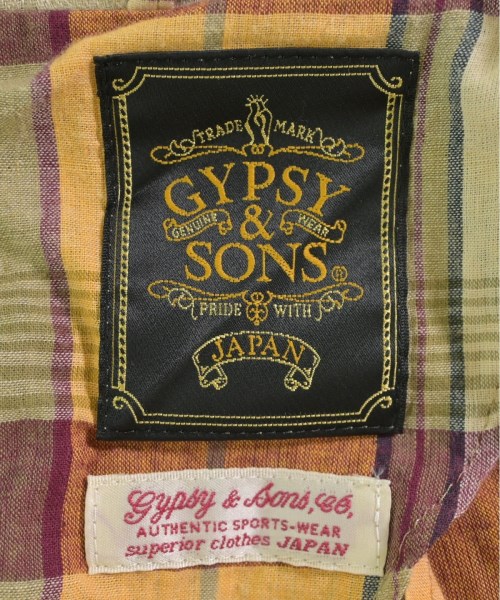 TRADE MARK
GYPSY
GENUINE & WEAR
SONS ®
PRIDE WITH
JAPAN
Gypsy & Sons, Co,
AUTHENTIC SPORTS-WEAR
superior clothes JAPAN